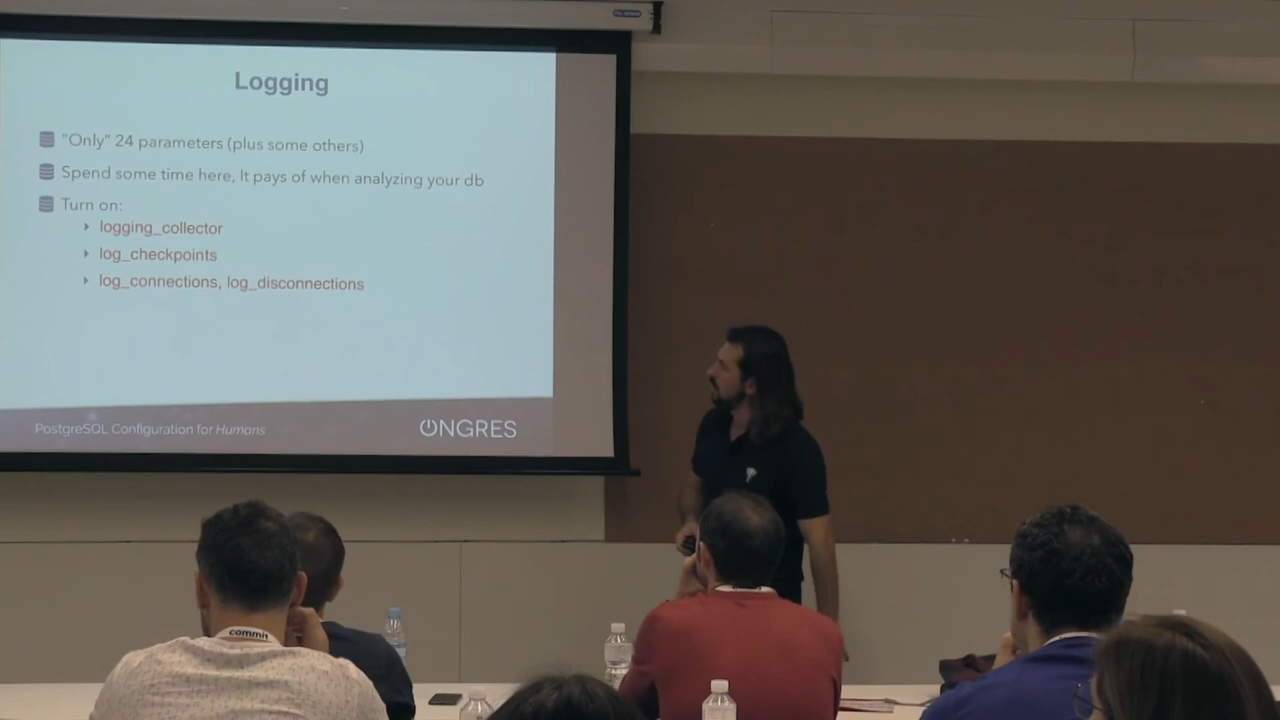 Logging
"Only" 24 parameters (plus some others)
Spend some time here, It pays of when analyzing your db
Turn on:
logging_collector
log_checkpoints
log_connections, log_disconnections
PostgreSQL Configuration for Humans
ONGRES
commit